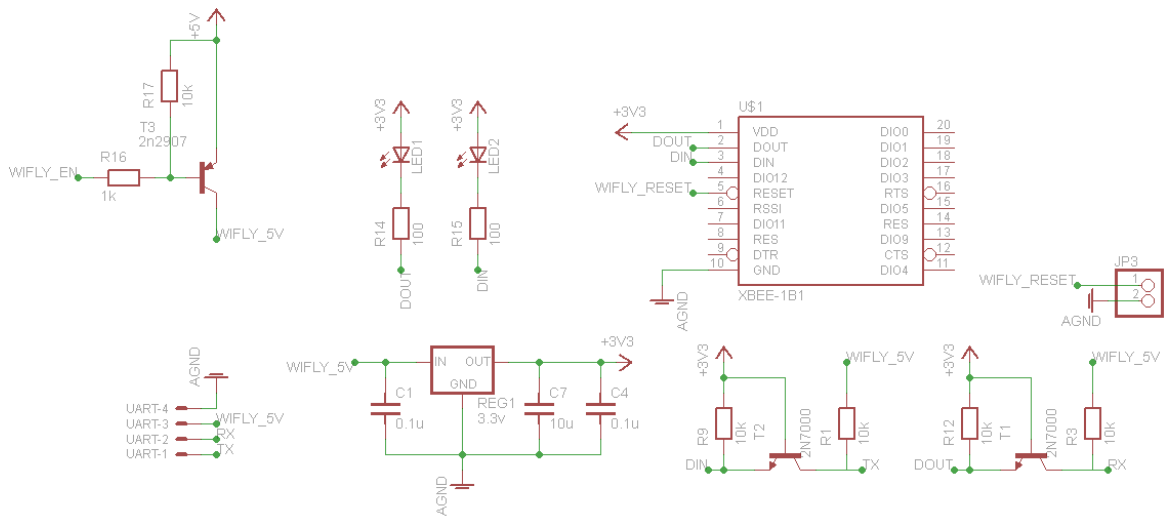 +5V
R17
10k
T3
2n2907
R16
WIFLY_EN
1k
WIFLY_5V
+3V3
LED1
R14
100
DOUT
+3V3
LED2
R15
100
DIN
U$1
+3V3
1 VDD DIO0 20
DOUT 2 DOUT DIO1 19
DIN 3 DIN DIO2 18
4 DIO12 DIO3 17
WIFLY_RESET 5 RESET RTS 16
6 RSSI DIO5 15
7 DIO11 RES 14
8 RES DIO9 13
9 DTR CTS 12
10 GND DIO4 11
AGND
XBEE-1B1
JP3
WIFLY_RESET 1
2
AGND
AGND
UART-4
UART-3 WIFLY_5V
UART-2 RX
UART-1 TX
WIFLY_5V
IN OUT
GND
+3V3
C1
0.1u
REG1
3.3v
C7
10u
C4
0.1u
AGND
+3V3
WIFLY_5V
R9
10k
T2
2N7000
R1
10k
DIN
TX
+3V3
WIFLY_5V
R12
10k
T1
2N7000
R3
10k
DOUT
RX